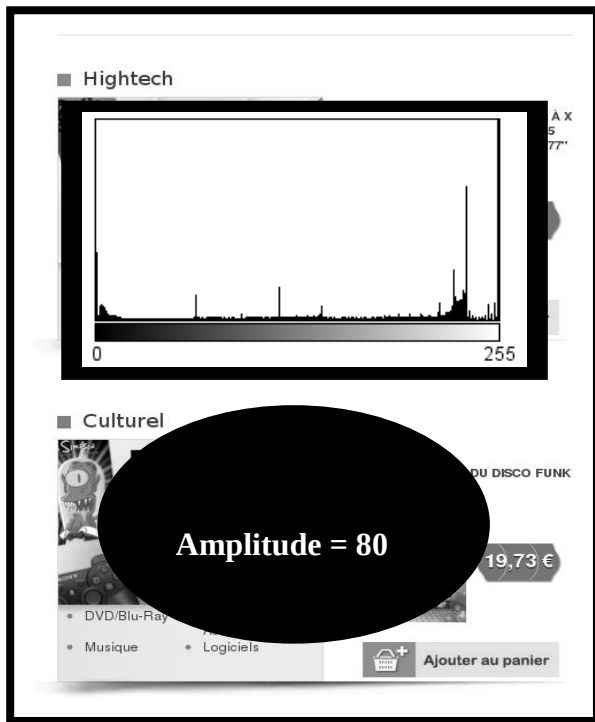 Hightech
À X
5
77"
0 255
Culturel
DU DISCO FUNK
Amplitude = 80
19,73 €
SONY
DVD/Blu-Ray
Musique
Logiciels
Ajouter au panier